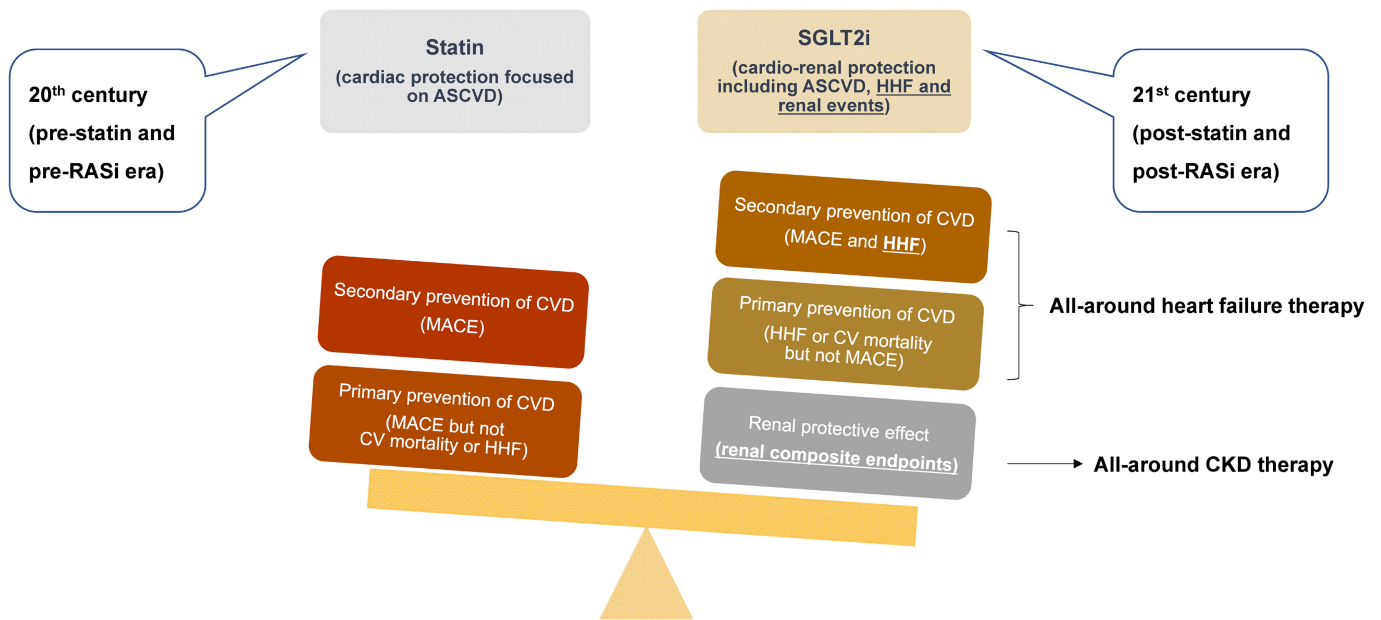 Statin
(cardiac protection focused
on ASCVD)
SGLT2i
(cardio-renal protection
including ASCVD, HHF and
renal events)
20th century
(pre-statin and
pre-RASi era)
21st century
(post-statin and
post-RASi era)
Secondary prevention of CVD
(MACE)
Primary prevention of CVD
(MACE but not
CV mortality or HHF)
Secondary prevention of CVD
(MACE and HHF)
Primary prevention of CVD
(HHF or CV mortality
but not MACE)
Renal protective effect
(renal composite endpoints)
All-around heart failure therapy
All-around CKD therapy